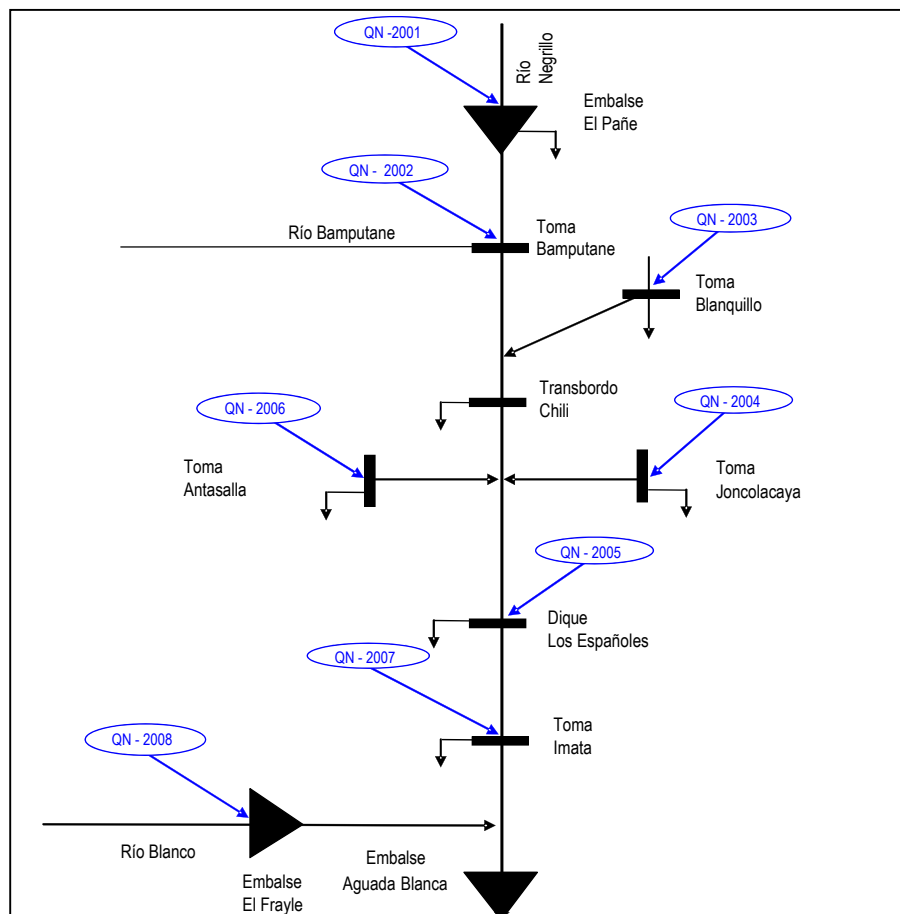 QN -2001
Río
Negrillo
Embalse
El Pañe
QN - 2002
Río Bamputane
Toma
Bamputane
QN - 2003
Toma
Blanquillo
Transbordo
Chili
QN - 2006
QN - 2004
Toma
Antasalla
Toma
Joncolacaya
QN - 2005
Dique
Los Españoles
QN - 2007
Toma
Imata
QN - 2008
Río Blanco
Embalse
El Frayle
Embalse
Aguada Blanca